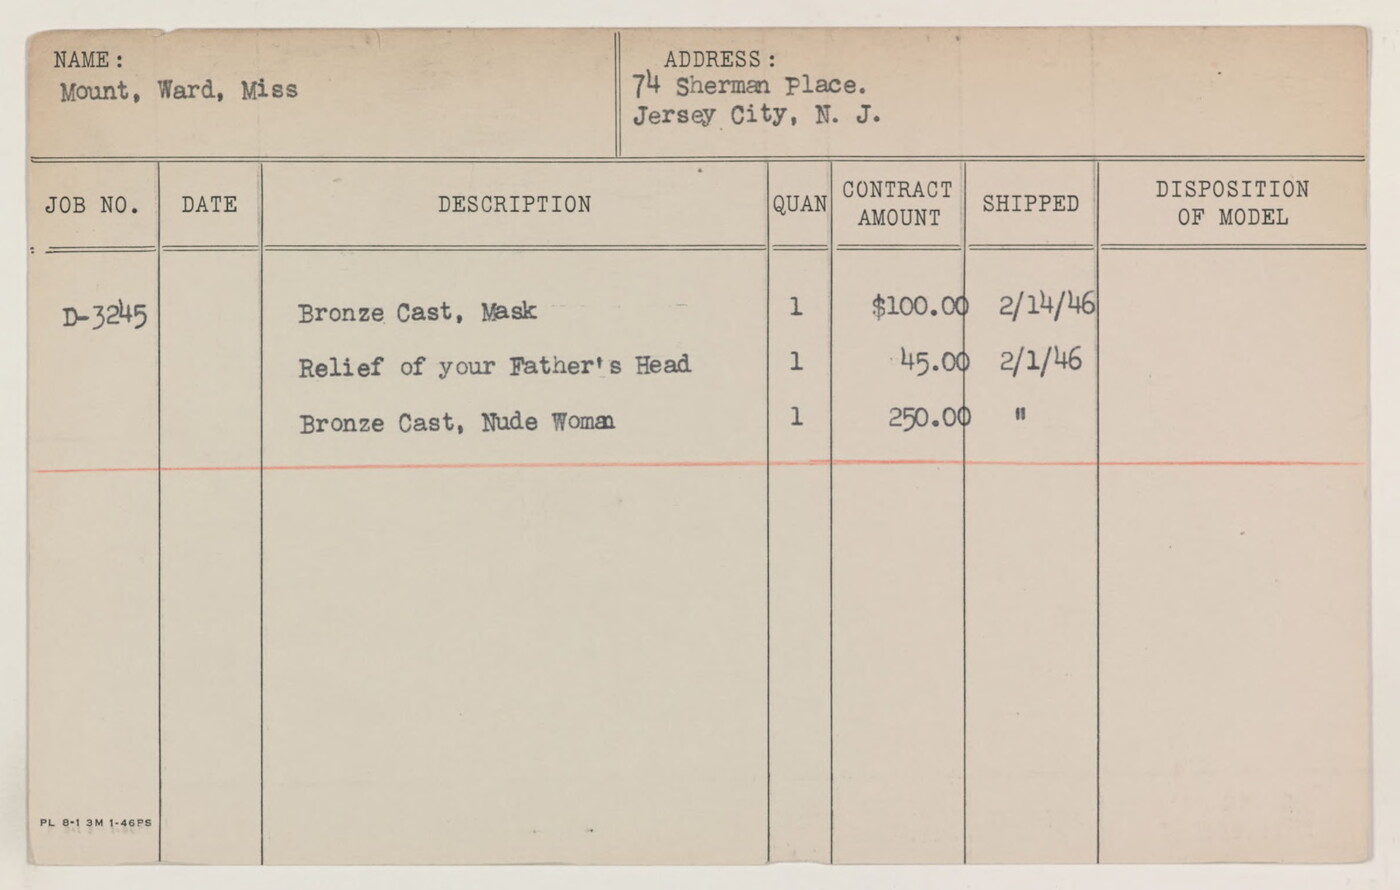 NAME:
Mount, Ward, Miss
ADDRESS:
74 Sherman Place.
Jersey City, N. J.
JOB NO. DATE DESCRIPTION QUAN CONTRACT AMOUNT SHIPPED DISPOSITION OF MODEL
D-3245 Bronze Cast, Mask 1 $100.00 2/14/46
Relief of your Father's Head 1 45.00 2/1/46
Bronze Cast, Nude Woman 1 250.00 "
PL 8-1 3M 1-46PS